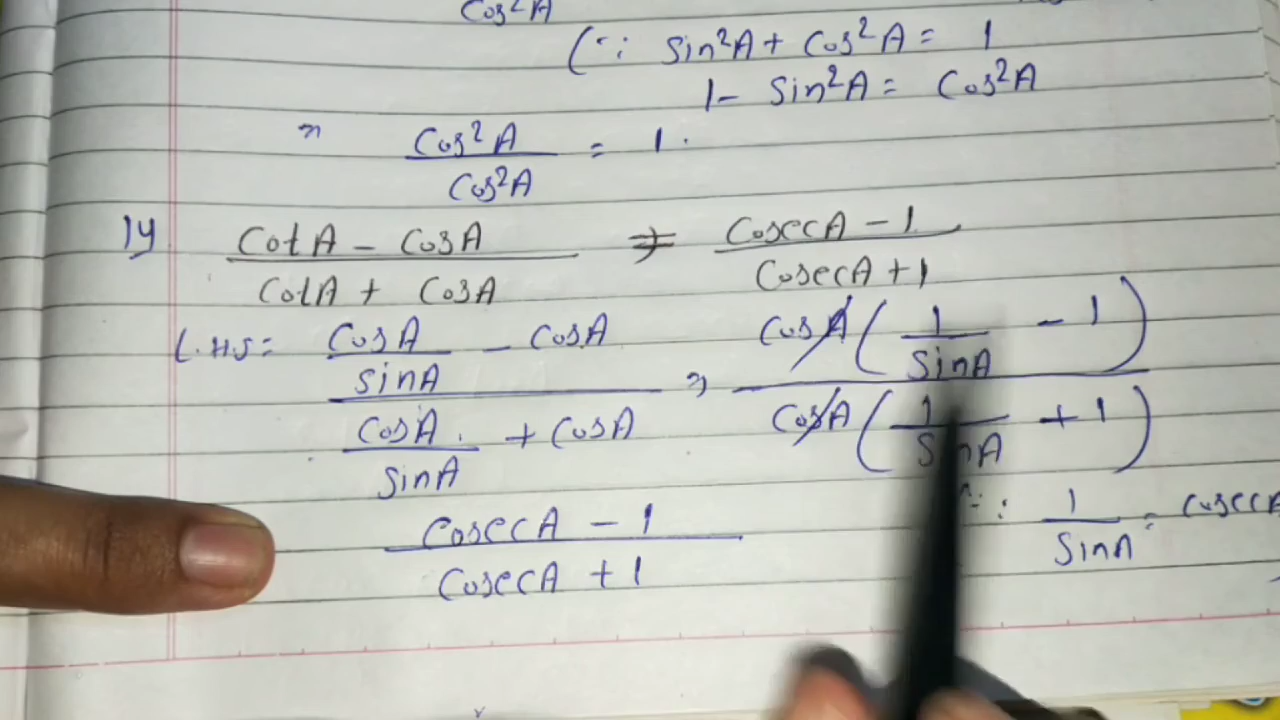 Cos²A
(∵ Sin²A + Cos²A = 1
1 - Sin²A = Cos²A
⇒ Cos²A / Cos²A = 1.
14 CotA - CosA / CotA + CosA = CosecA - 1 / CosecA + 1
L.H.S = (CosA / sinA - CosA) / (CosA / sinA + CosA) ⇒ CosA (1 / SinA - 1) / CosA (1 / SinA + 1)
CosecA - 1 / CosecA + 1
∵ 1 / SinA = CosecA